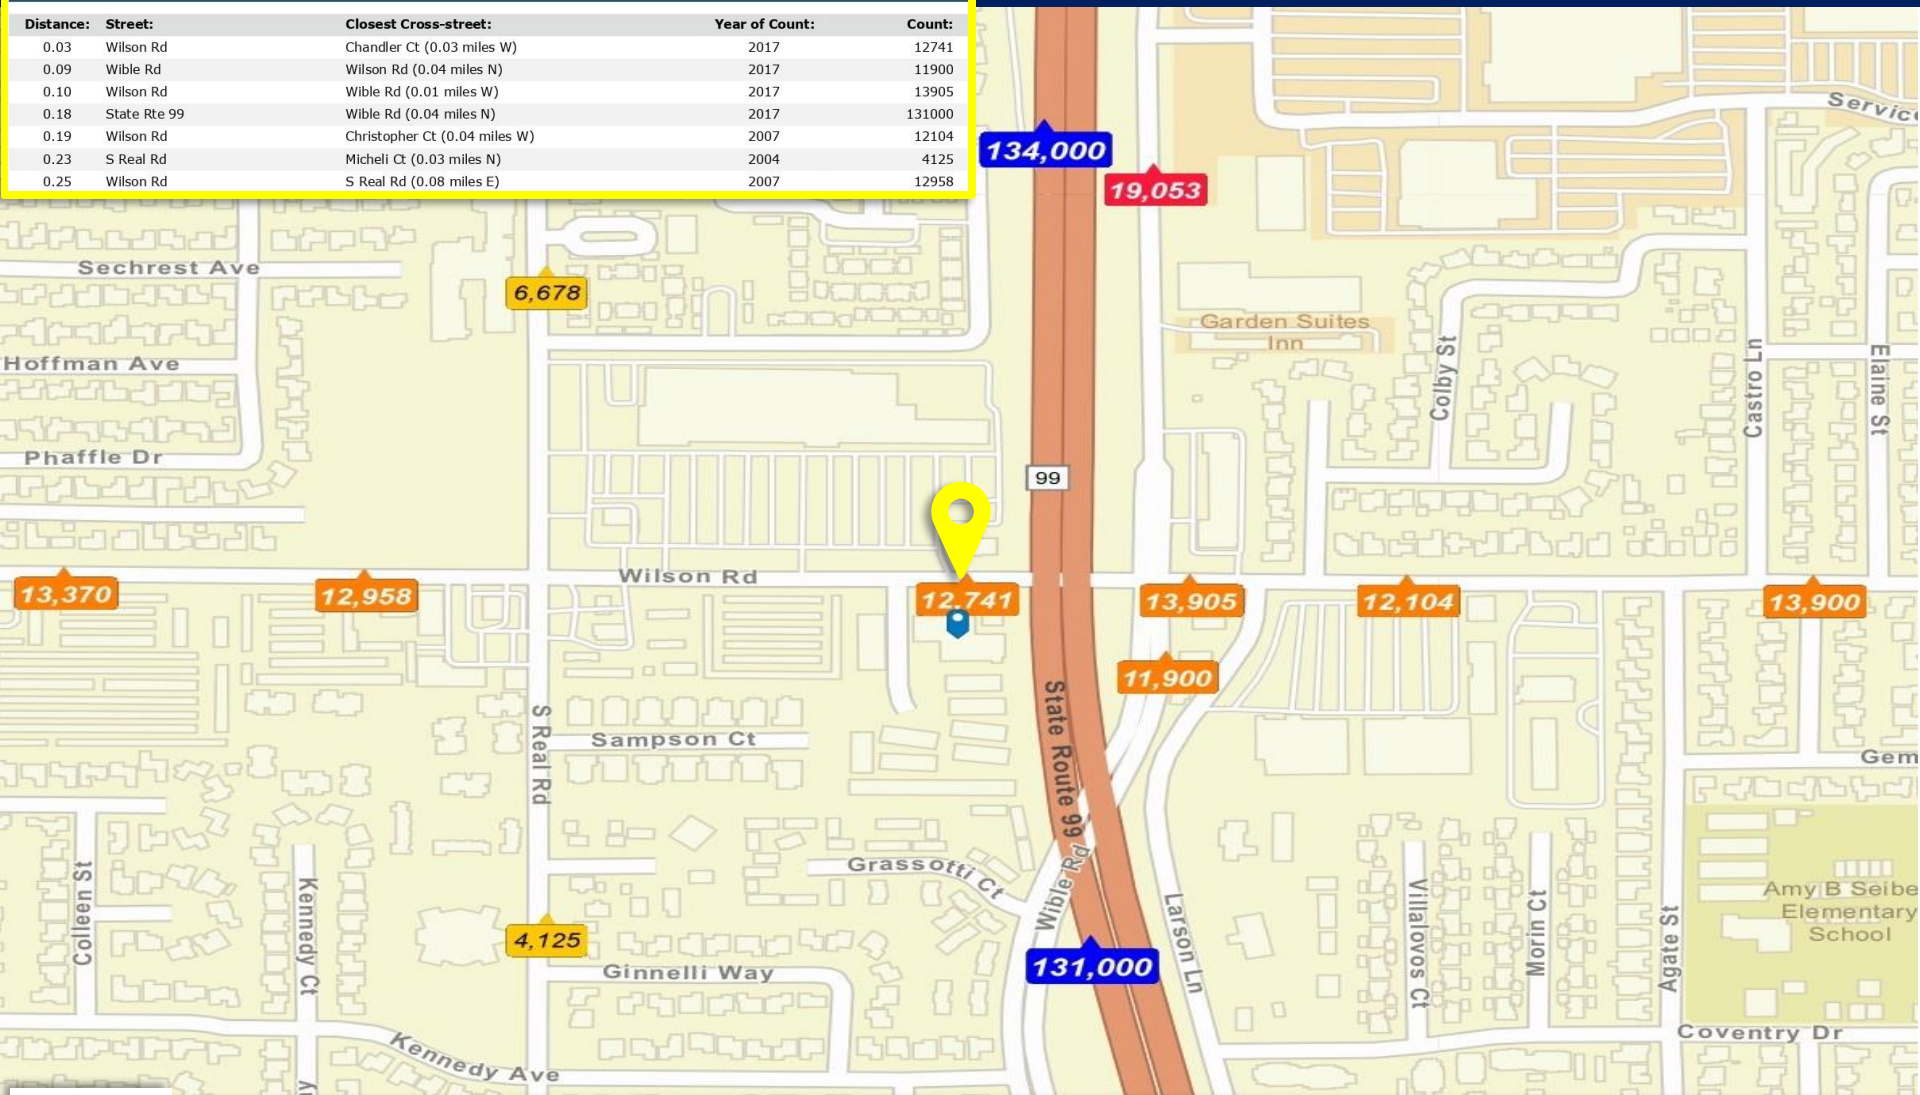 Distance: Street: Closest Cross-street: Year of Count: Count:
0.03 Wilson Rd Chandler Ct (0.03 miles W) 2017 12741
0.09 Wible Rd Wilson Rd (0.04 miles N) 2017 11900
0.10 Wilson Rd Wible Rd (0.01 miles W) 2017 13905
0.18 State Rte 99 Wible Rd (0.04 miles N) 2017 131000
0.19 Wilson Rd Christopher Ct (0.04 miles W) 2007 12104
0.23 S Real Rd Micheli Ct (0.03 miles N) 2004 4125
0.25 Wilson Rd S Real Rd (0.08 miles E) 2007 12958
134,000
19,053
Sechrest Ave
6,678
Garden Suites
Inn
Hoffman Ave
Colby St
Castro Ln
Elaine St
Phaffle Dr
99
Wilson Rd
13,370
12,958
12,741
13,905
12,104
13,900
11,900
State Route 99
S Real Rd
Sampson Ct
Grassotti Ct
Wible Rd
Colleen St
Kennedy Ct
Larson Ln
Villalovos Ct
Morin Ct
Agate St
Amy B Seibe
Elementary
School
4,125
131,000
Ginnelli Way
Coventry Dr
Kennedy Ave